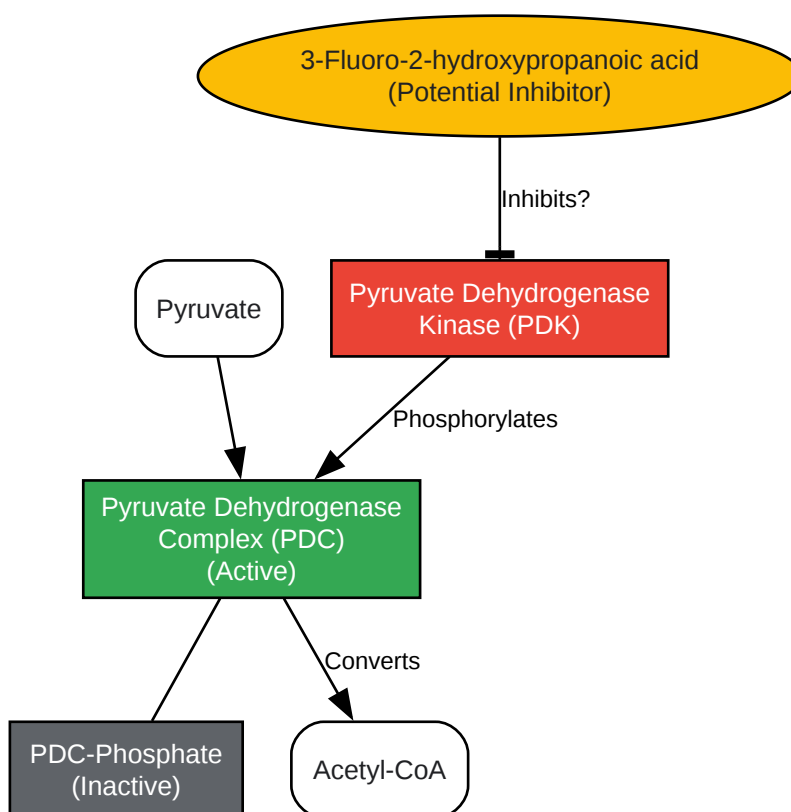 3-Fluoro-2-hydroxypropanoic acid
(Potential Inhibitor)
Inhibits?
Pyruvate
Pyruvate Dehydrogenase
Kinase (PDK)
Phosphorylates
Pyruvate Dehydrogenase
Complex (PDC)
(Active)
Converts
PDC-Phosphate
(Inactive)
Acetyl-CoA